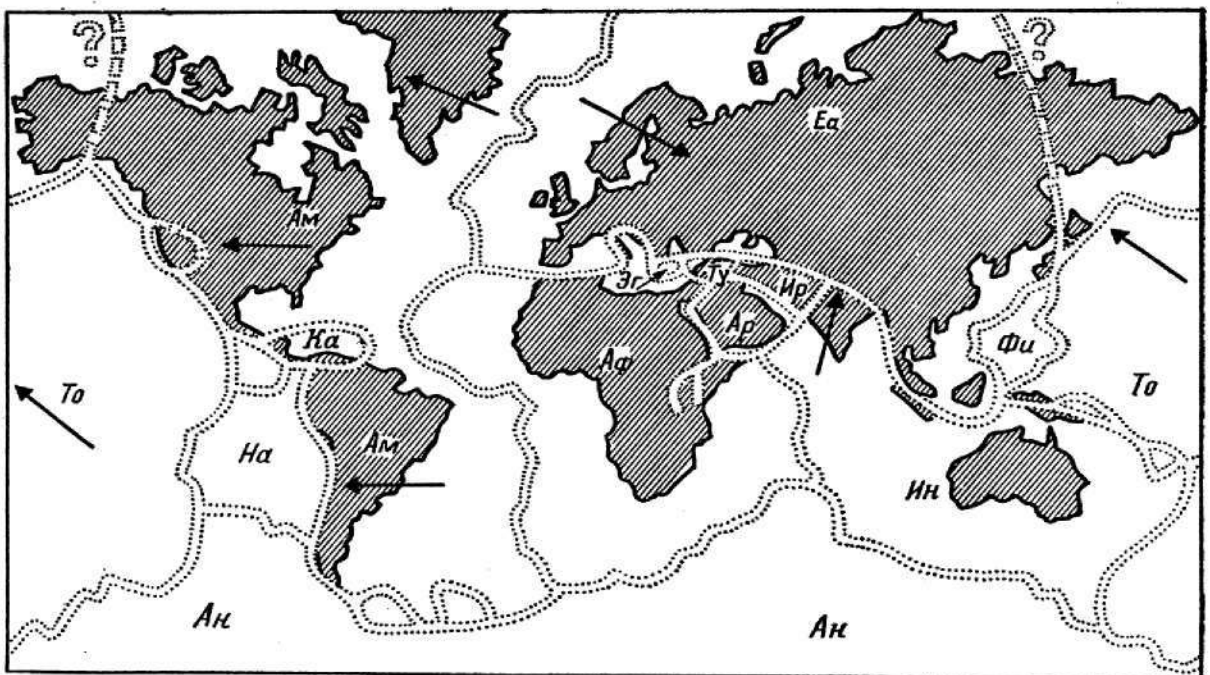 ?
?
Еа
Ам
Эг
Ту
Ир
Ка
Ар
Фи
Аф
То
То
На
Ам
Ин
Ан
Ан